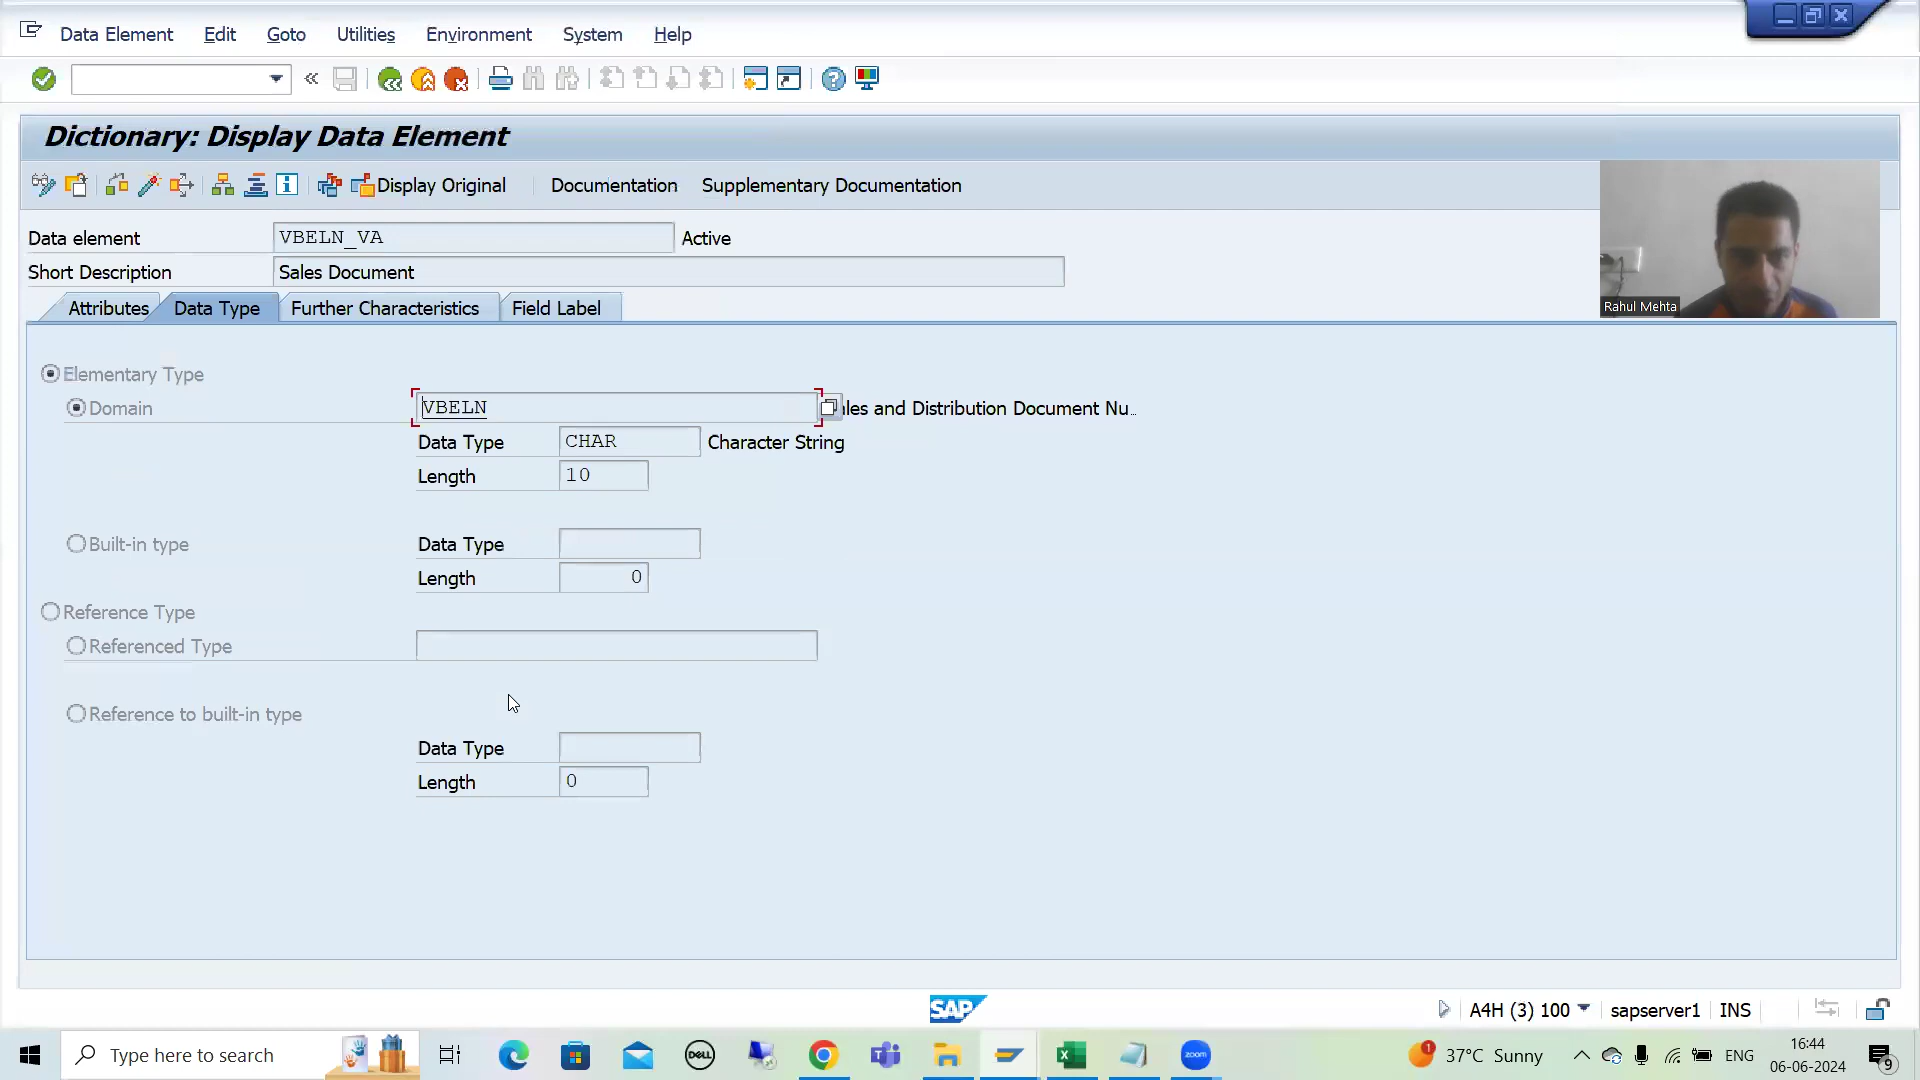 Data Element Edit Goto Utilities Environment System Help
Dictionary: Display Data Element
Display Original Documentation Supplementary Documentation
Data element VBELN_VA Active
Short Description Sales Document
Attributes Data Type Further Characteristics Field Label
Rahul Mehta
Elementary Type
Domain VBELN les and Distribution Document Nu...
Data Type CHAR Character String
Length 10
Built-in type Data Type
Length 0
Reference Type
Referenced Type
Reference to built-in type
Data Type
Length 0
SAP
A4H (3) 100 sapserver1 INS
Type here to search
DELL
zoom
1
37°C Sunny
ENG
16:44
06-06-2024
9